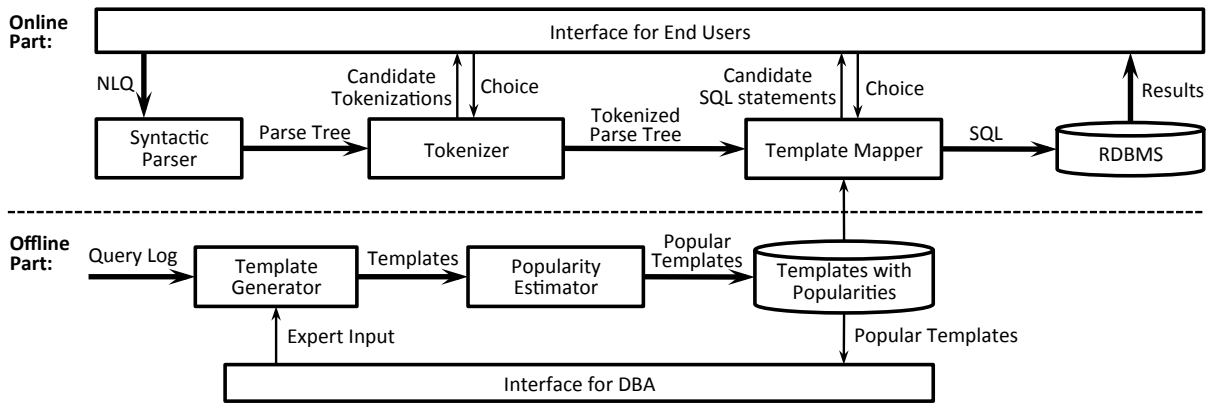 Online
Part:
Interface for End Users
NLQ
Candidate
Tokenizations
Choice
Candidate
SQL statements
Choice
Results
Syntactic
Parser
Parse Tree
Tokenizer
Tokenized
Parse Tree
Template Mapper
SQL
RDBMS
Offline
Part:
Query Log
Template
Generator
Templates
Popularity
Estimator
Popular
Templates
Templates with
Popularities
Expert Input
Popular Templates
Interface for DBA